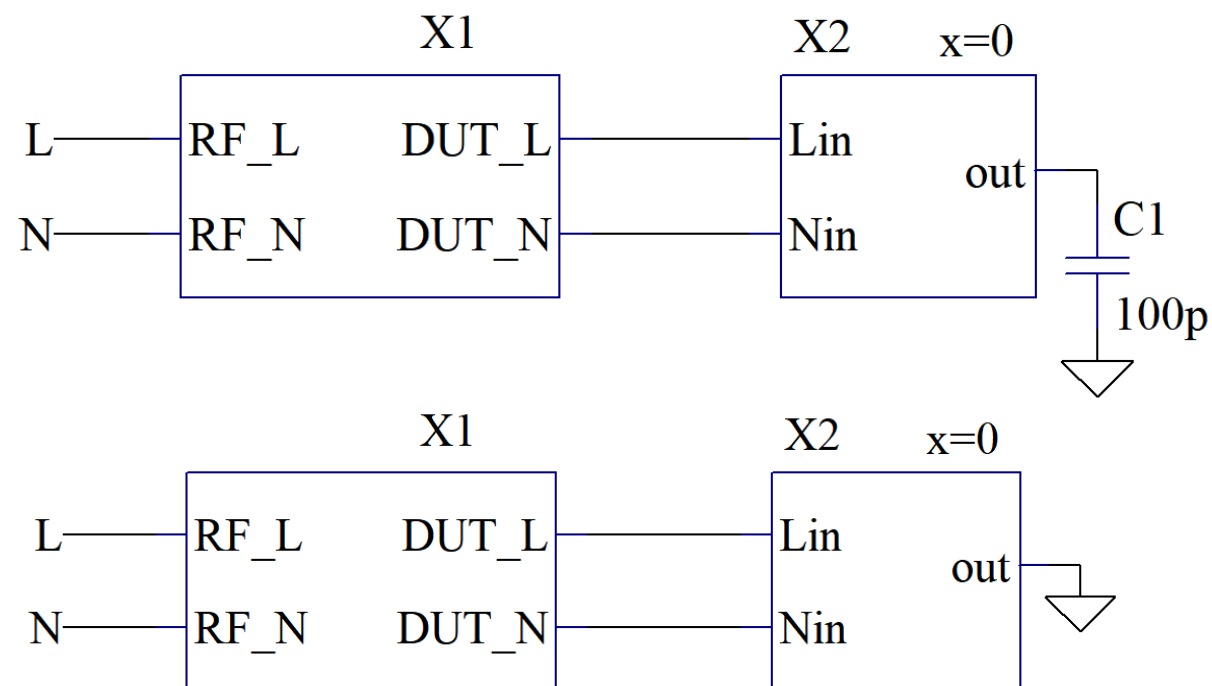 X1 X2 x=0
L RF_L DUT_L Lin
out
N RF_N DUT_N Nin
C1
100p
X1 X2 x=0
L RF_L DUT_L Lin
out
N RF_N DUT_N Nin